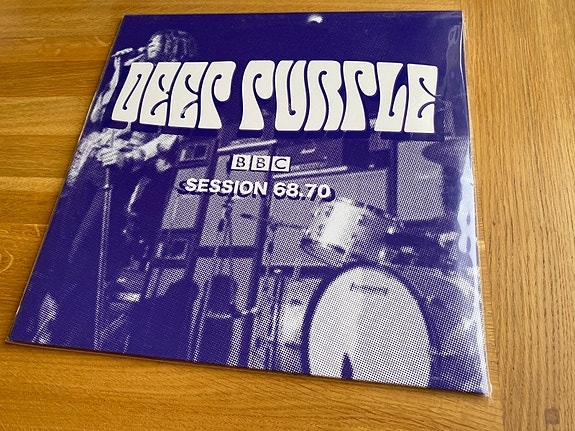 DEEP PURPLE
BBC
SESSION 68.70